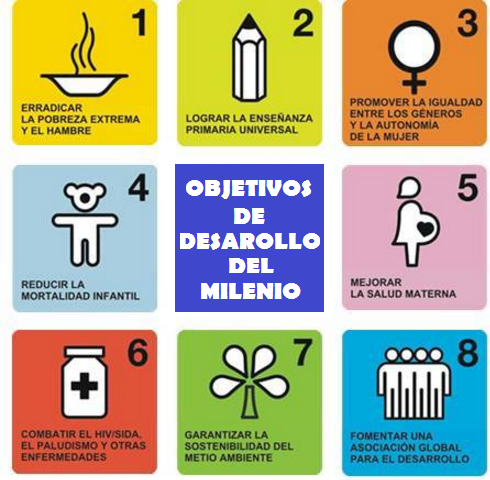 1
ERRADICAR
LA POBREZA EXTREMA
Y EL HAMBRE
2
LOGRAR LA ENSEÑANZA
PRIMARIA UNIVERSAL
3
PROMOVER LA IGUALDAD
ENTRE LOS GÉNEROS
Y LA AUTONOMÍA
DE LA MUJER
4
REDUCIR LA
MORTALIDAD INFANTIL
OBJETIVOS
DE
DESAROLLO
DEL
MILENIO
5
MEJORAR
LA SALUD MATERNA
6
COMBATIR EL HIV/SIDA,
EL PALUDISMO Y OTRAS
ENFERMEDADES
7
GARANTIZAR LA
SOSTENIBILIDAD DEL
METIO AMBIENTE
8
FOMENTAR UNA
ASOCIACIÓN GLOBAL
PARA EL DESARROLLO